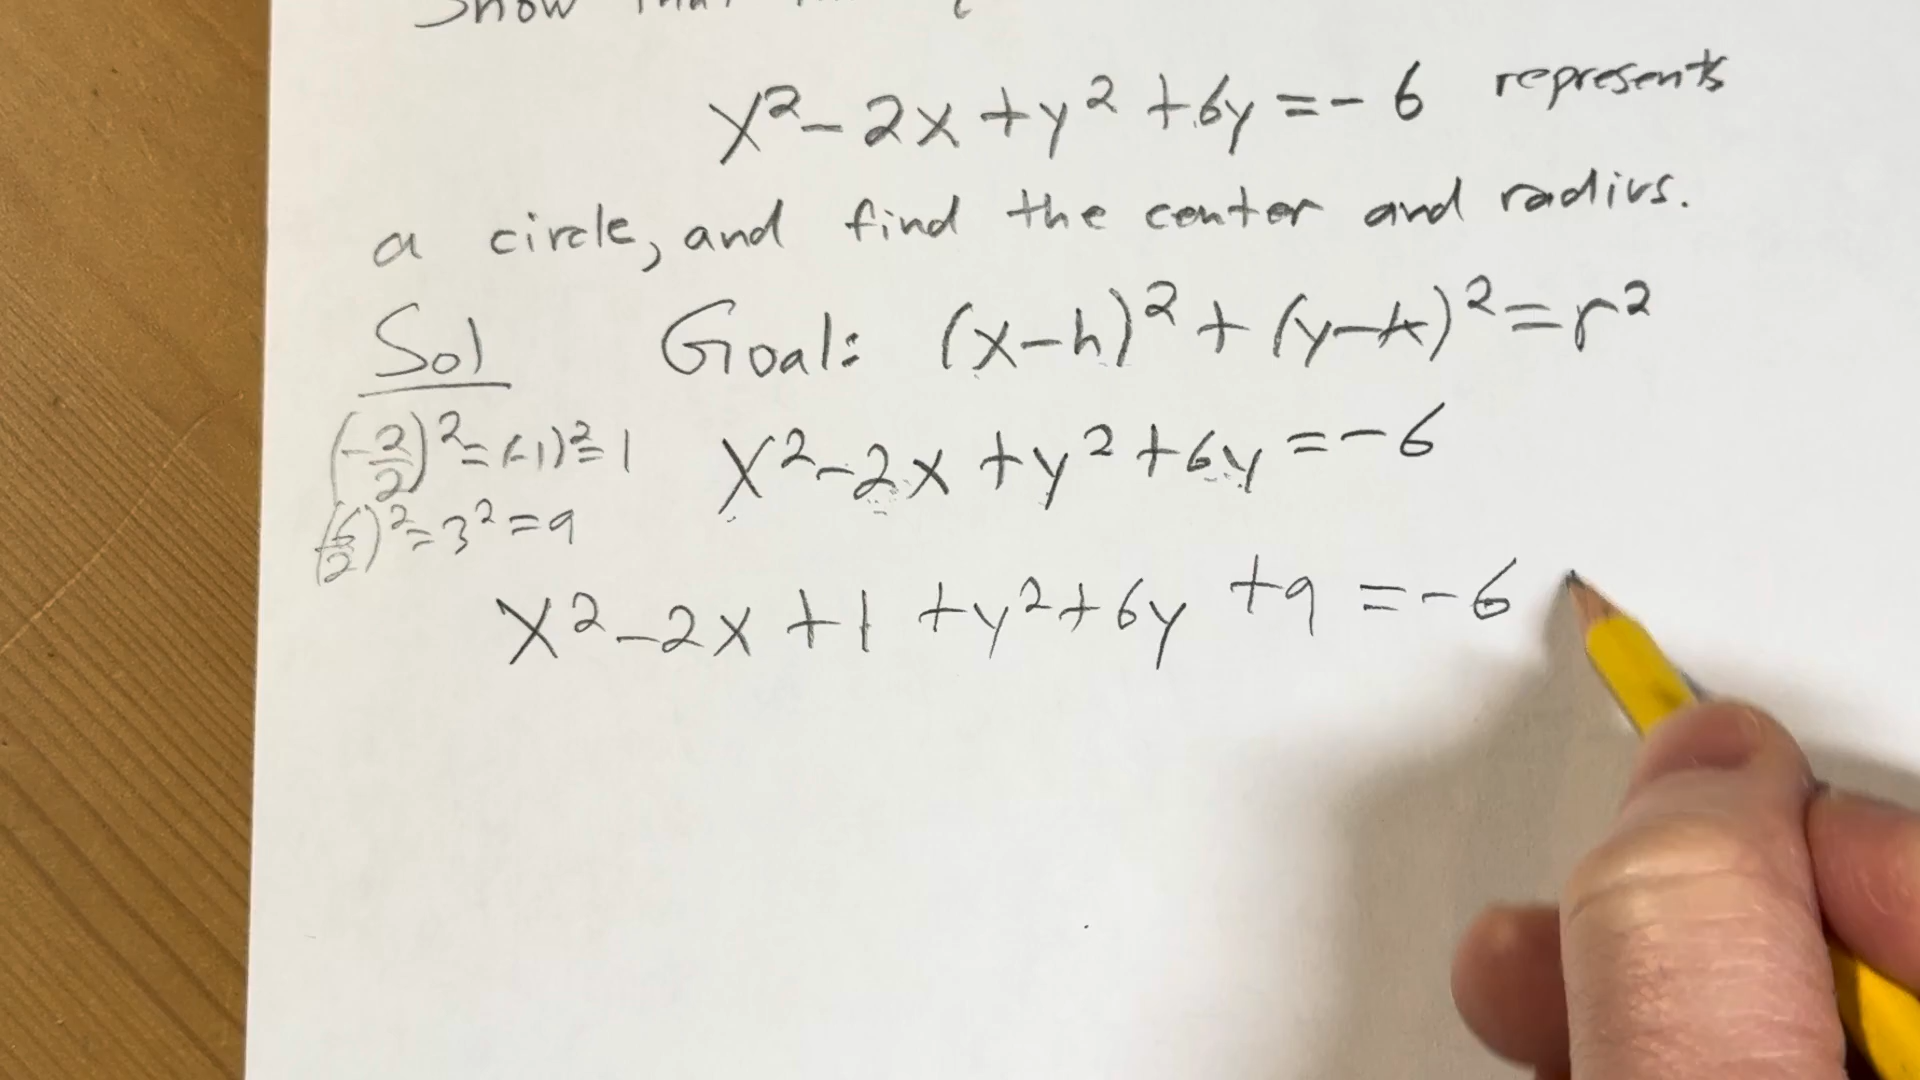 Show that
x² - 2x + y² + 6y = - 6 represents
a circle, and find the center and radius.
Sol Goal: (x-h)² + (y-k)² = r²
(-2/2)² = (-1)² = 1 x² - 2x + y² + 6y = -6
(6/2)² = 3² = 9
x² - 2x + 1 + y² + 6y + 9 = -6